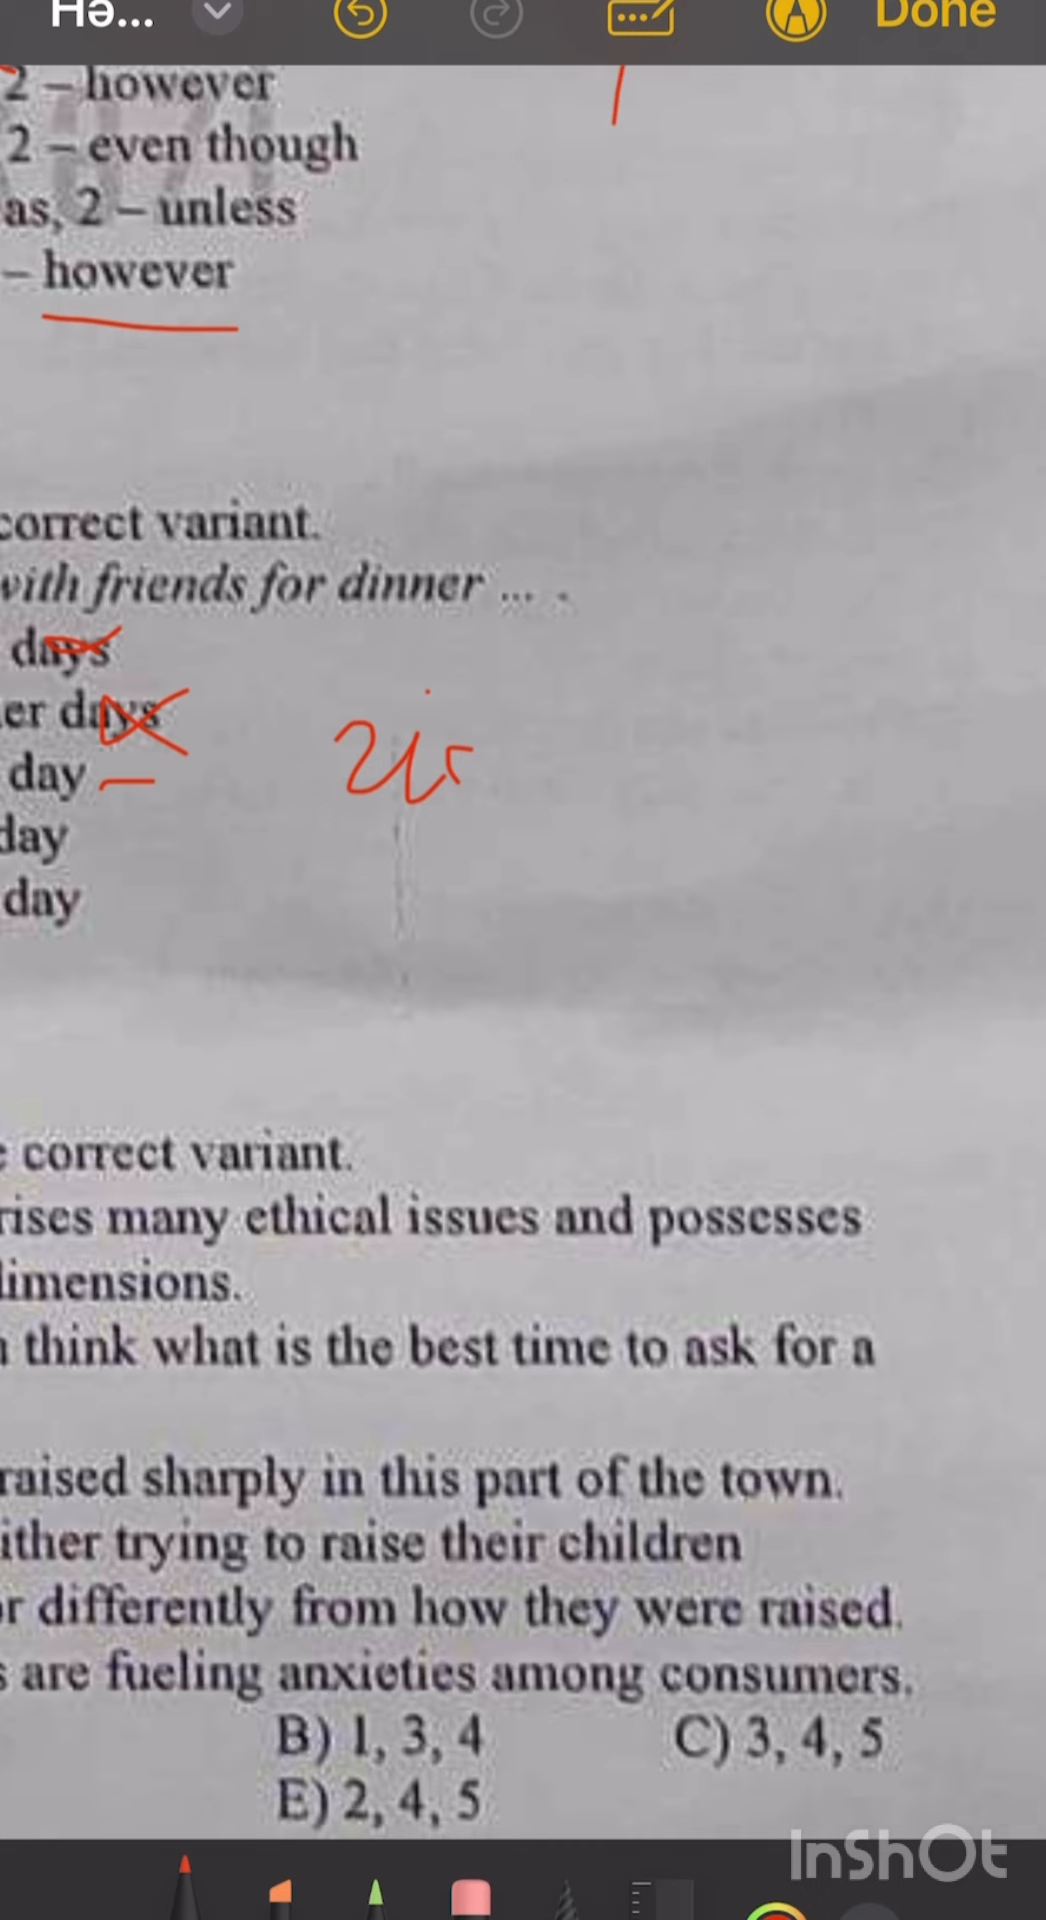 Hə...
Done
2 – however
2 – even though
as, 2 – unless
– however
correct variant.
with friends for dinner ... .
days
er days
day
day
day
correct variant.
rises many ethical issues and possesses
dimensions.
think what is the best time to ask for a
raised sharply in this part of the town.
ither trying to raise their children
or differently from how they were raised.
s are fueling anxieties among consumers.
B) 1, 3, 4 C) 3, 4, 5
E) 2, 4, 5
InShOt